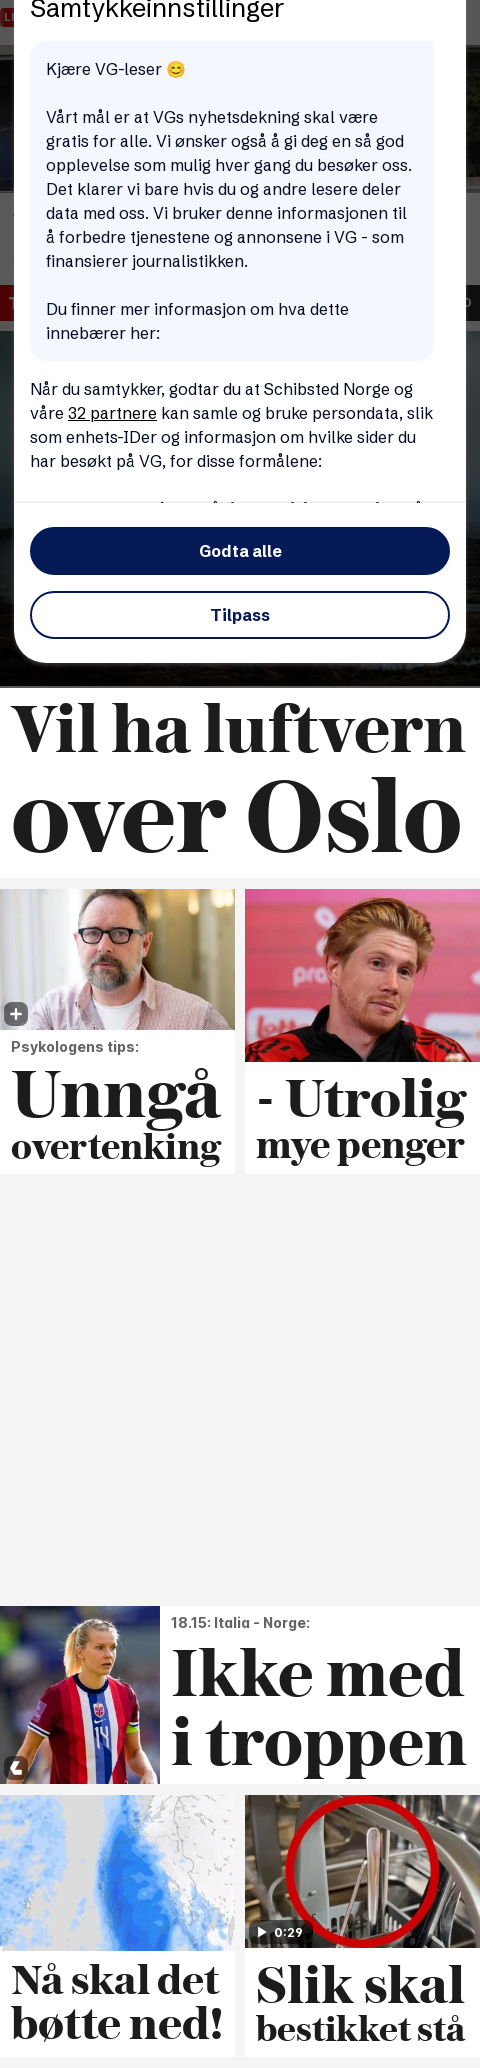 Samtykkeinnstillinger
Kjære VG-leser 😊
Vårt mål er at VGs nyhetsdekning skal være
gratis for alle. Vi ønsker også å gi deg en så god
opplevelse som mulig hver gang du besøker oss.
Det klarer vi bare hvis du og andre lesere deler
data med oss. Vi bruker denne informasjonen til
å forbedre tjenestene og annonsene i VG - som
finansierer journalistikken.
Du finner mer informasjon om hva dette
innebærer her:
Når du samtykker, godtar du at Schibsted Norge og
våre 32 partnere kan samle og bruke persondata, slik
som enhets-IDer og informasjon om hvilke sider du
har besøkt på VG, for disse formålene:
Godta alle
Tilpass
Vil ha luftvern
over Oslo
Psykologens tips:
Unngå
overtenking
- Utrolig
mye penger
18.15: Italia - Norge:
Ikke med
i troppen
14
0:29
Nå skal det
bøtte ned!
Slik skal
bestikket stå